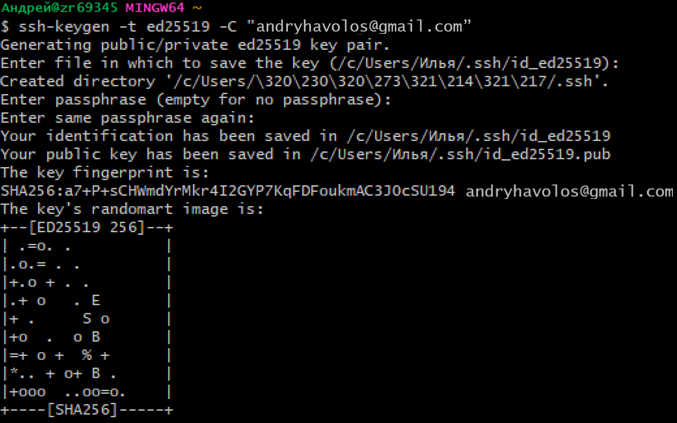 Андрей@zr69345 MINGW64 ~
$ ssh-keygen -t ed25519 -C "andryhavolos@gmail.com”
Generating public/private ed25519 key pair.
Enter file in which to save the key (/c/Users/Илья/.ssh/id_ed25519):
Created directory '/c/Users/\320\230\320\273\321\214\321\217/.ssh'.
Enter passphrase (empty for no passphrase):
Enter same passphrase again:
Your identification has been saved in /c/Users/Илья/.ssh/id_ed25519
Your public key has been saved in /c/Users/Илья/.ssh/id_ed25519.pub
The key fingerprint is:
SHA256:a7+P+sCHWmdYrMkr4I2GYP7KqFDFoukmAC3J0cSU194 andryhavolos@gmail.com
The key's randomart image is:
+--[ED25519 256]--+
| .=o. .          |
|.o.= . .         |
|+.o + . .        |
|.+ o   . E       |
|+ .     S o      |
|+o  .  o B       |
|=+ o +  % +      |
|*.. + o+ B .     |
|+ooo  ..oo=o.    |
+----[SHA256]-----+